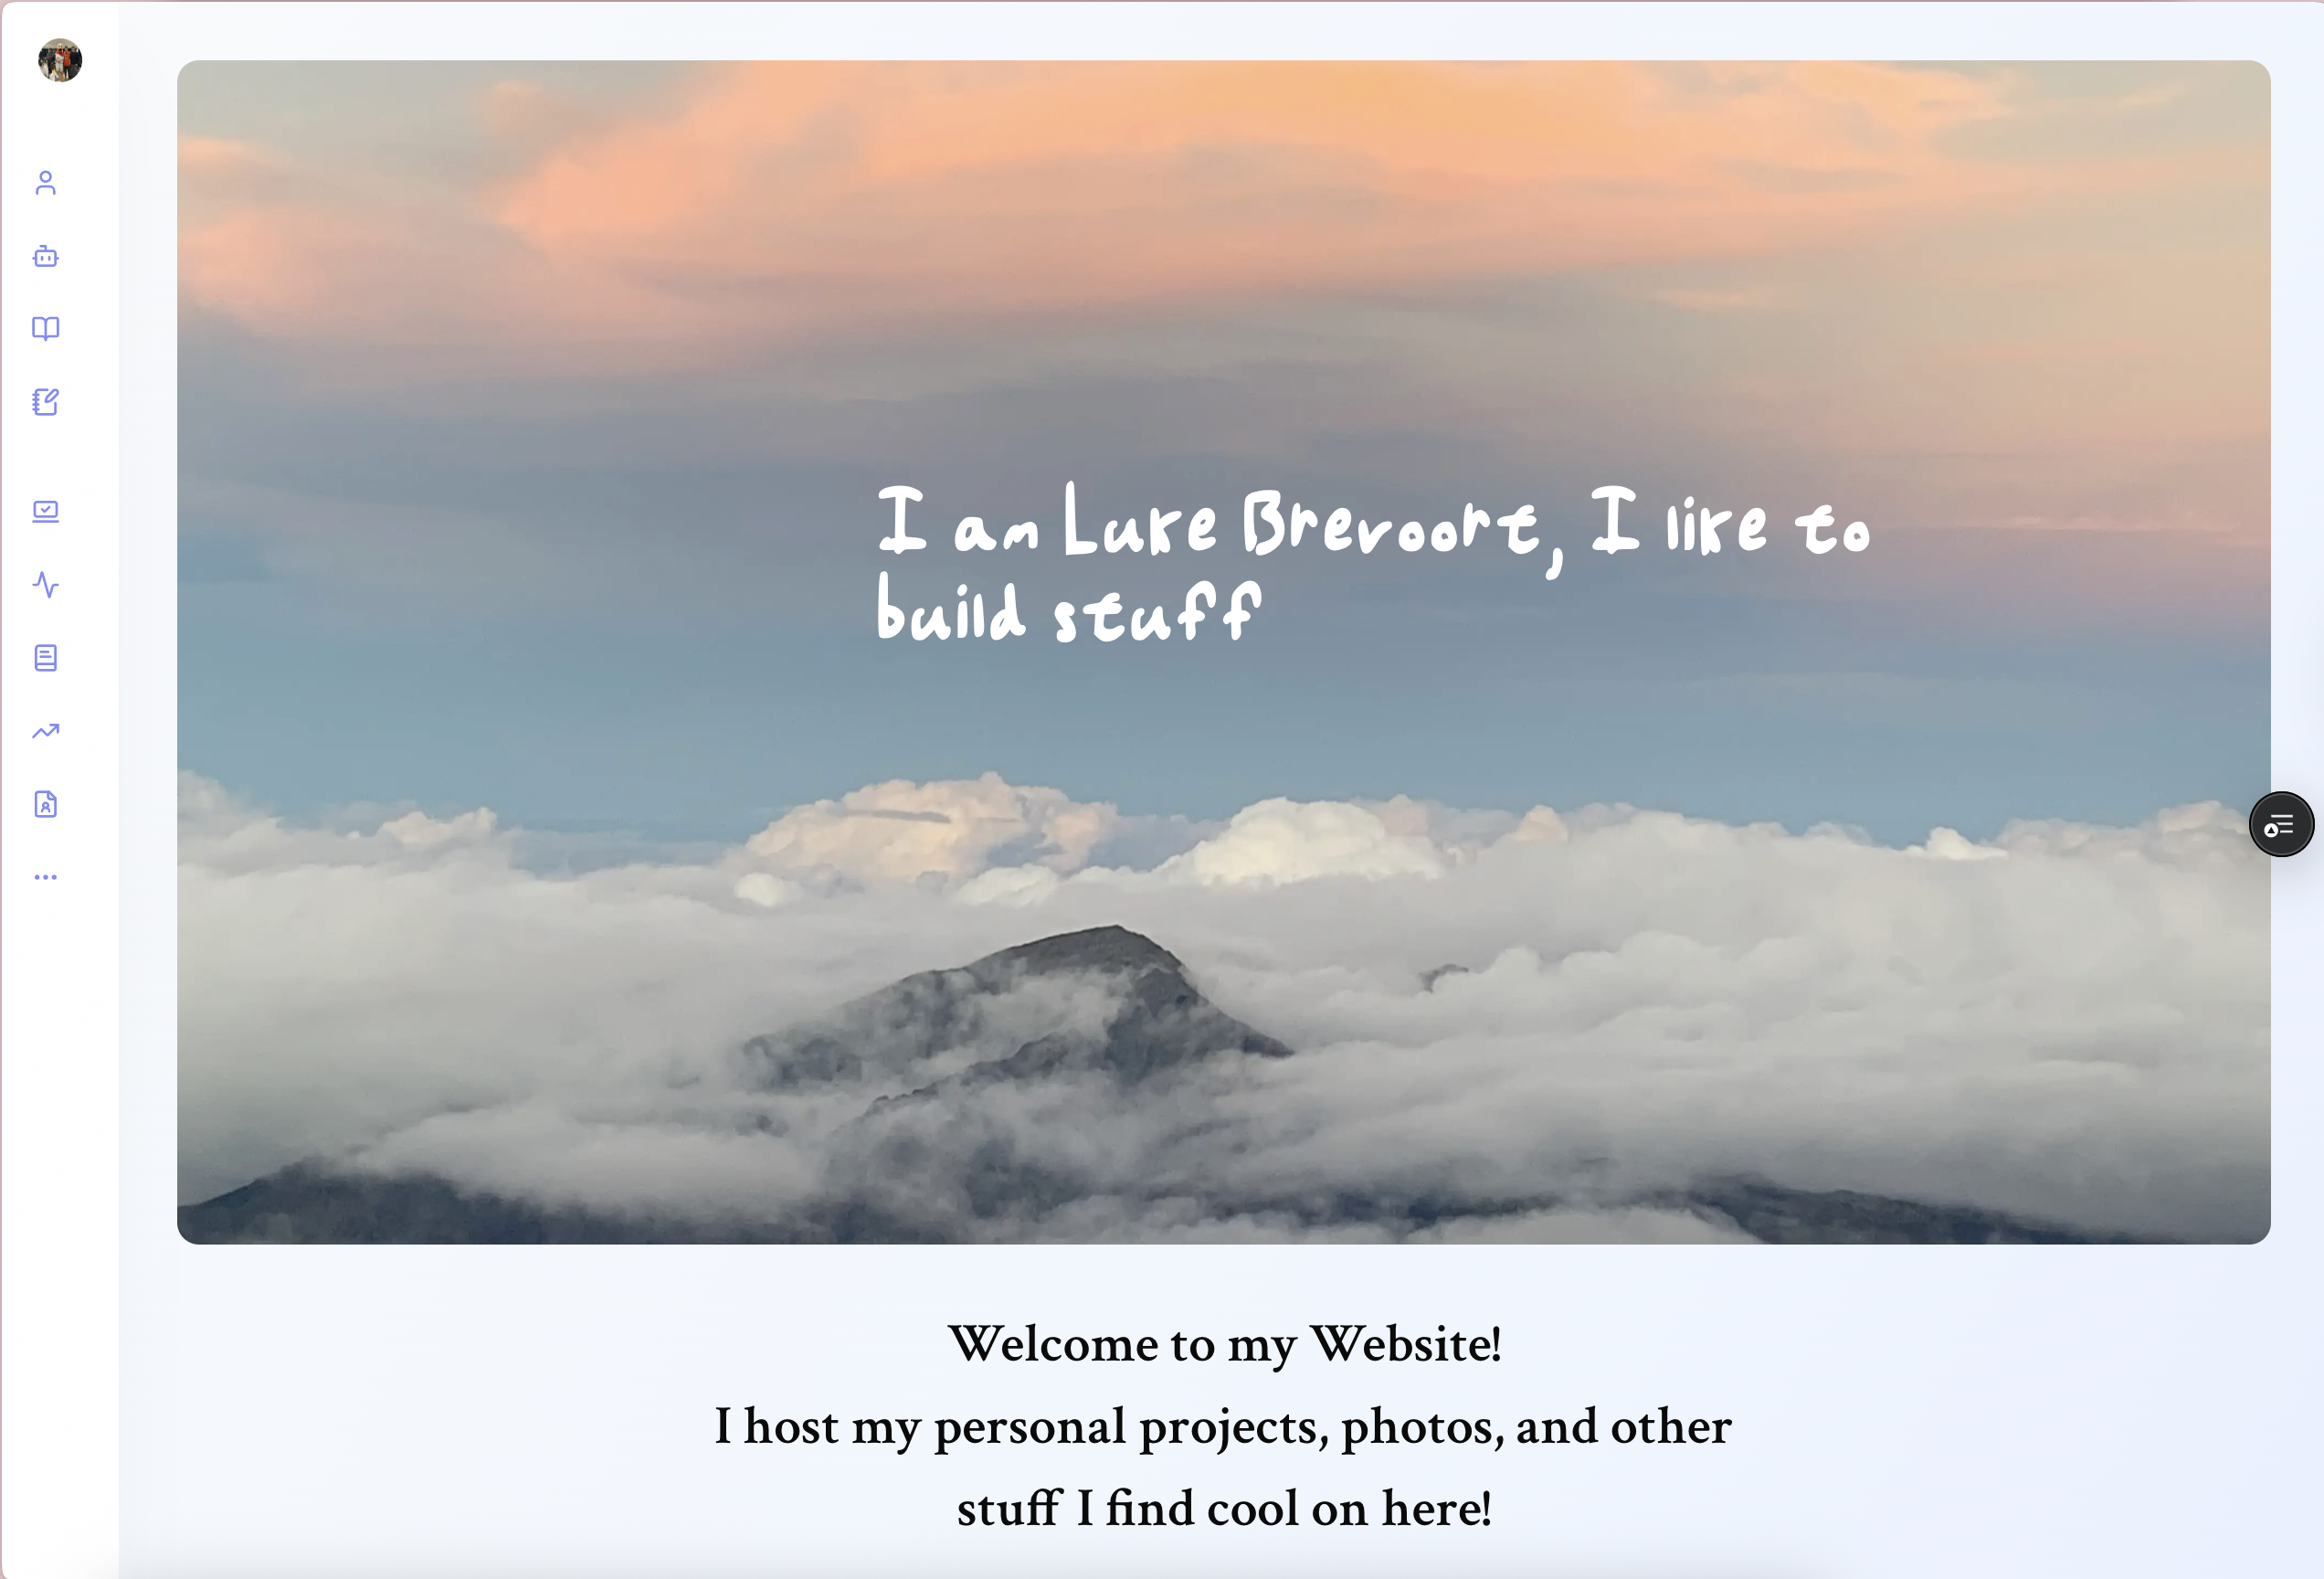 I am Luke Brevoort, I like to
build stuff
Welcome to my Website!
I host my personal projects, photos, and other
stuff I find cool on here!